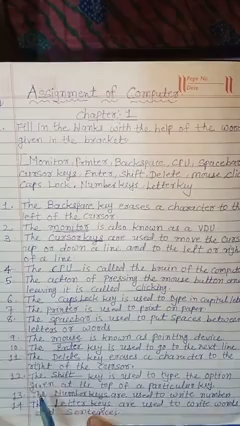 Page No.
Date
Assignment of Computer
Chapter: 1
Fill In the blanks with the help of the
given in the brackets
Monitor, Printer, Backspace, CPU, Spacebar
Cursor keys, Enter, Shift, Delete, mouse
Caps Lock, Number keys, Letter key
1. The Backspace key erases a character to the
left of the cursor
2. The monitor is also known as a VDU
3. The Cursor keys are used to move the
up or down a line and to the left or right
of a line
4. The CPU is called the brain of the
5. The action of Pressing the mouse button and
leaving it is called clicking.
6. The Caps Lock key is used to type in Capital
7. The Printer is used to print on paper
8. The Spacebar is used to put spaces between
letters or words
9. The mouse is known as pointing device
10. The Enter key is used to go to the next line
11. The Delete key erases a character to the
right of the cursor.
12. The Shift key is used to type the option
given at the top of a particular key
13. The Number keys are used to write number
14. The Letter keys are used to write words
and Sentences